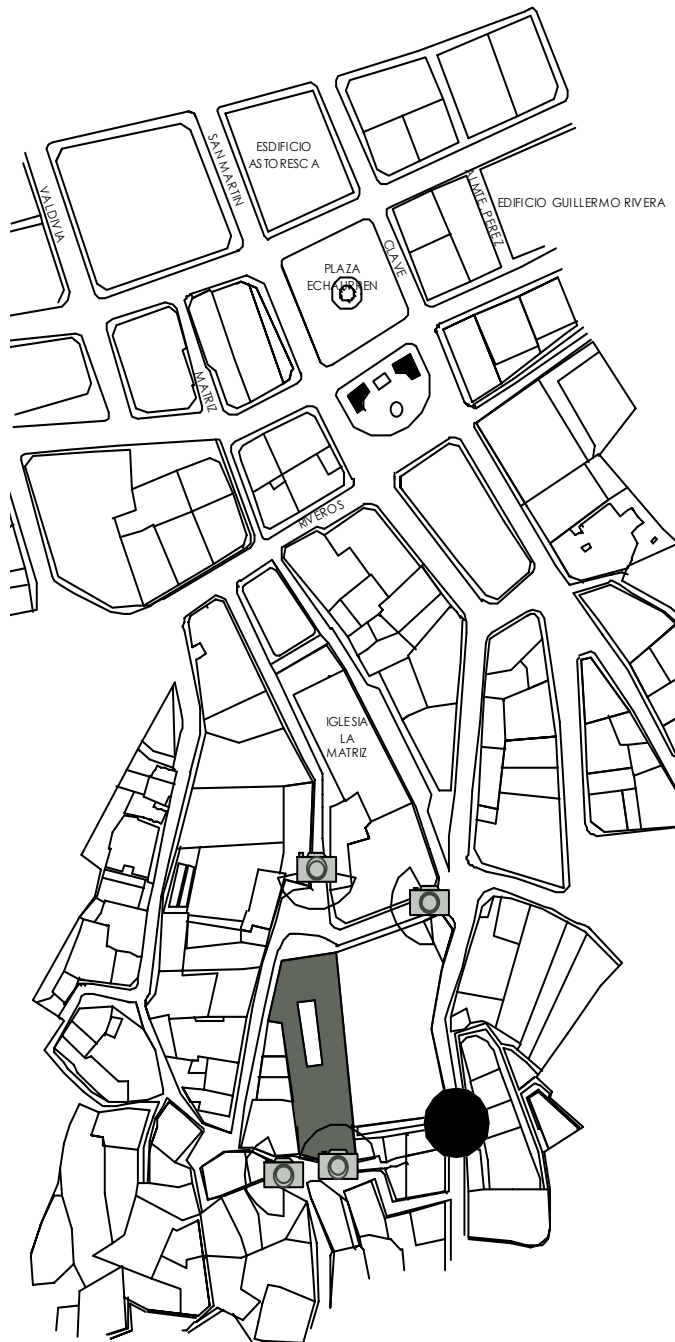 ESDIFICIO
ASTORESCA
SAN MARTIN
VALDIVIA
ALMTE PEREZ
EDIFICIO GUILLERMO RIVERA
CLAVE
PLAZA
ECHAURREN
MATRIZ
RIVEROS
IGLESIA
LA
MATRIZ